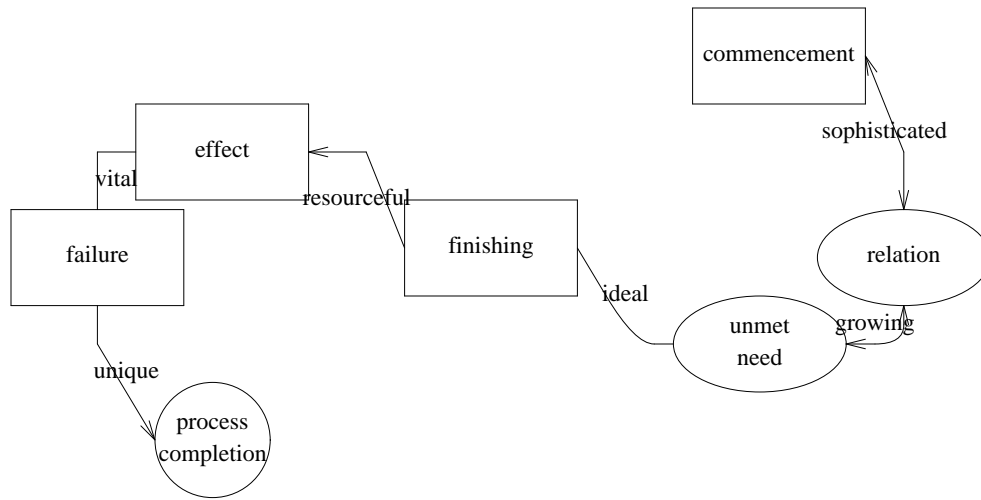 commencement
sophisticated
effect
vital
resourceful
failure
finishing
relation
ideal
unmet
need
growing
unique
process
completion